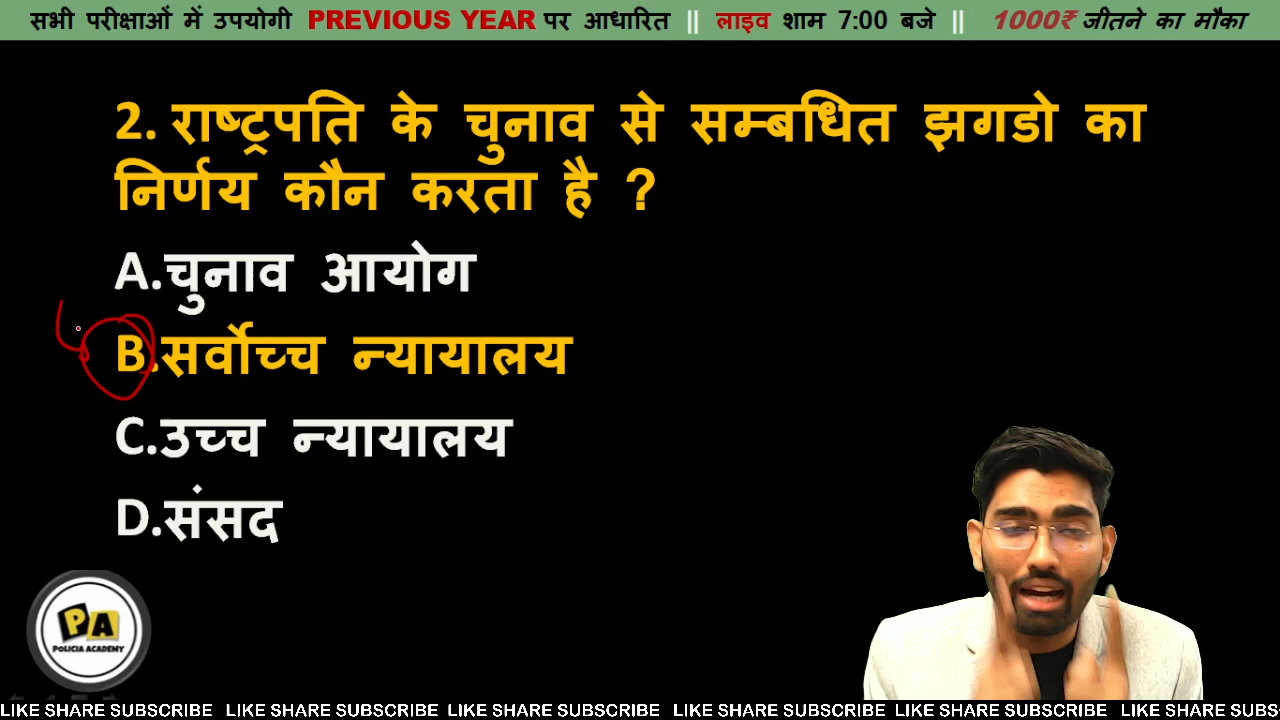 सभी परीक्षाओं में उपयोगी PREVIOUS YEAR पर आधारित || लाइव शाम 7:00 बजे || 1000₹ जीतने का मौका
2. राष्ट्रपति के चुनाव से सम्बधित झगडो का
निर्णय कौन करता है ?
A.चुनाव आयोग
B.सर्वोच्च न्यायालय
C.उच्च न्यायालय
D.संसद
PA
POLICIA ACADEMY
LIKE SHARE SUBSCRIBE LIKE SHARE SUBSCRIBE LIKE SHARE SUBSCRIBE LIKE SHARE SUBSCRIBE LIKE SHARE SUBSCRIBE LIKE SHARE SUBS